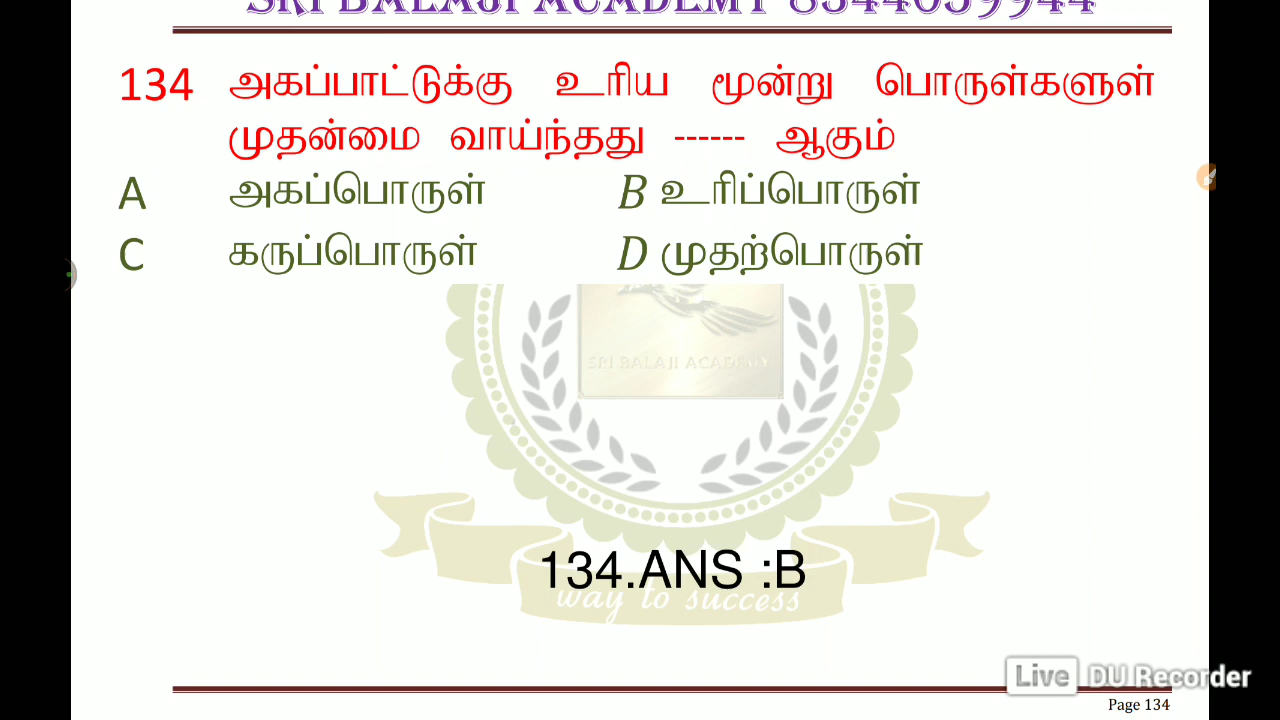 SRI BALAJI ACADEMY 8344059944
134 அகப்பாட்டுக்கு உரிய மூன்று பொருள்களுள்
முதன்மை வாய்ந்தது ------ ஆகும்
A அகப்பொருள் B உரிப்பொருள்
C கருப்பொருள் D முதற்பொருள்
SRI BALAJI ACADEMY
134.ANS :B
way to success
Live DU Recorder
Page 134